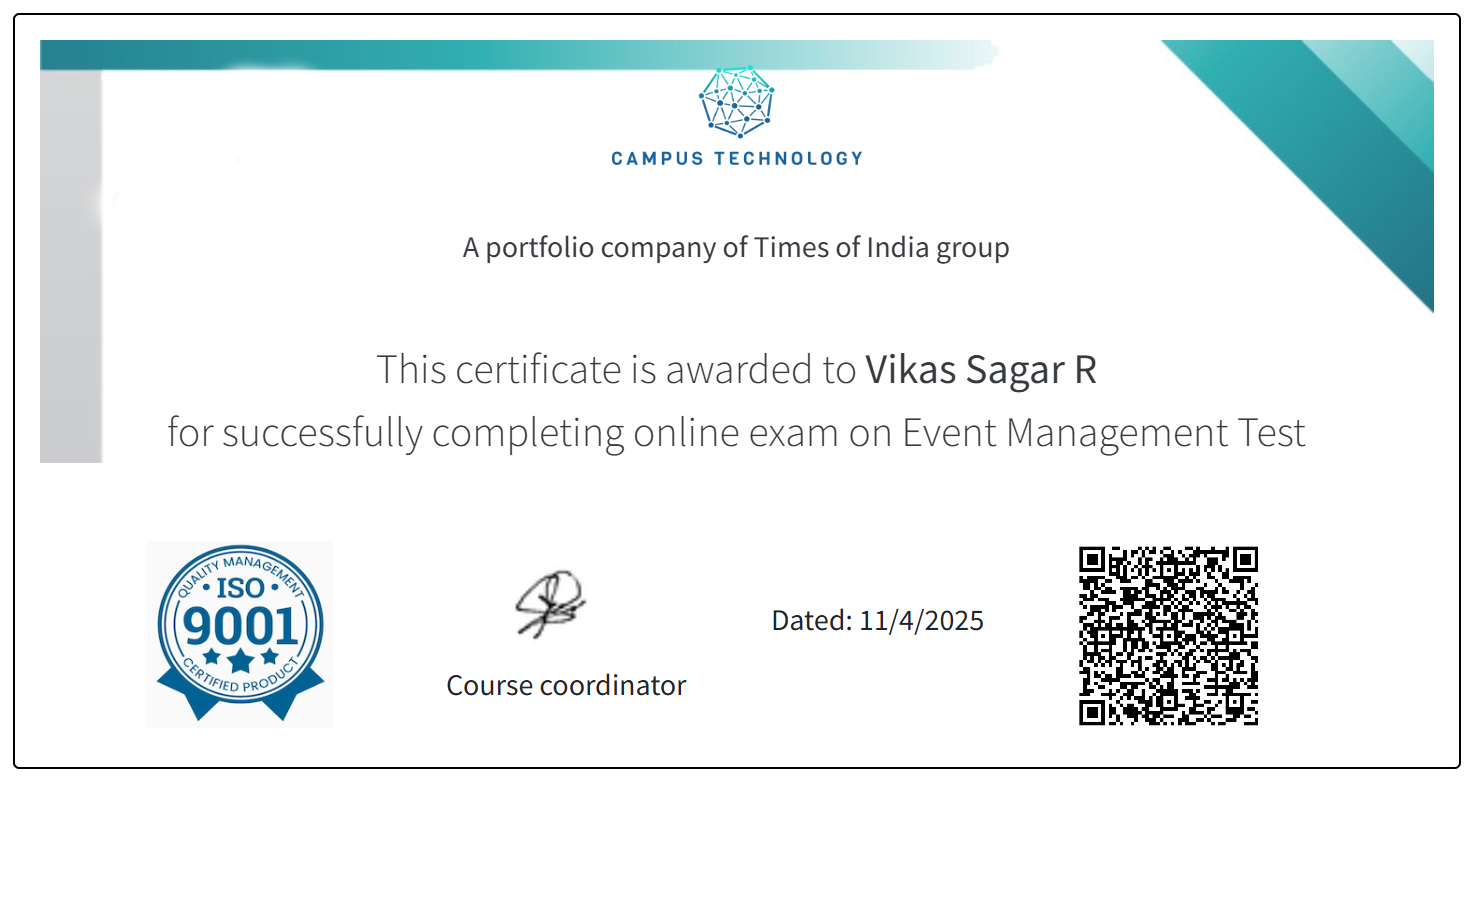 CAMPUS TECHNOLOGY
A portfolio company of Times of India group
This certificate is awarded to Vikas Sagar R
for successfully completing online exam on Event Management Test
QUALITY MANAGEMENT
• ISO •
9001
CERTIFIED PRODUCT
Course coordinator
Dated: 11/4/2025